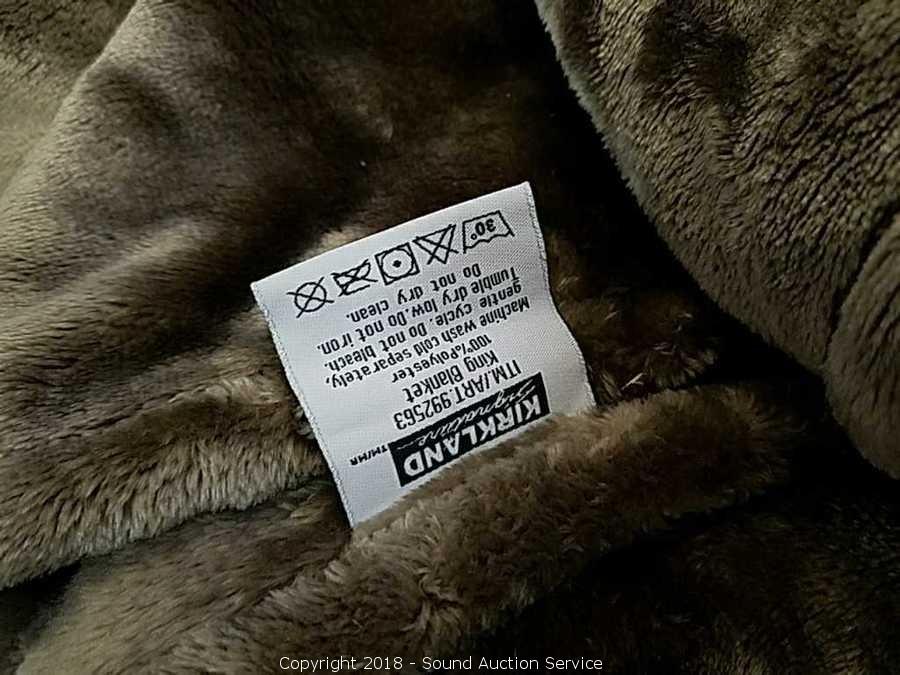 KIRKLAND
Signature ™/MR
ITM./ART.992563
King Blanket
100%Polyester
Machine wash cold separately,
gentle cycle. Do not bleach.
Tumble dry low. Do not iron.
Do not dry clean.
30°
Copyright 2018 - Sound Auction Service